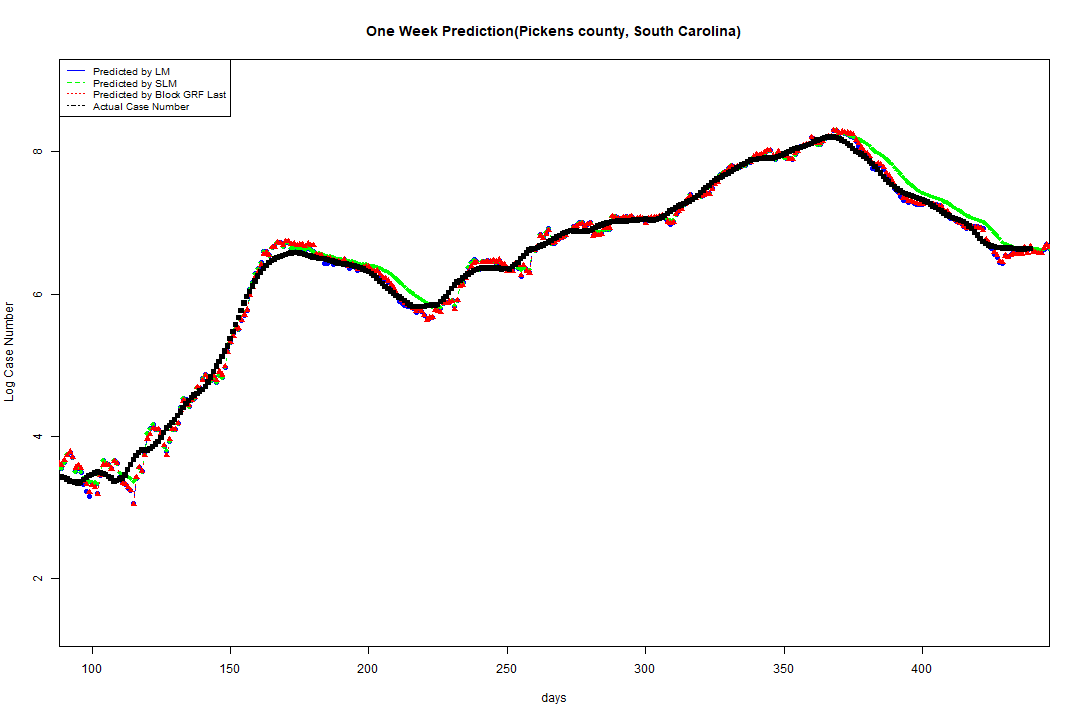 One Week Prediction(Pickens county, South Carolina)
Predicted by LM
Predicted by SLM
Predicted by Block GRF Last
Actual Case Number
8
6
4
2
Log Case Number
100 150 200 250 300 350 400
days